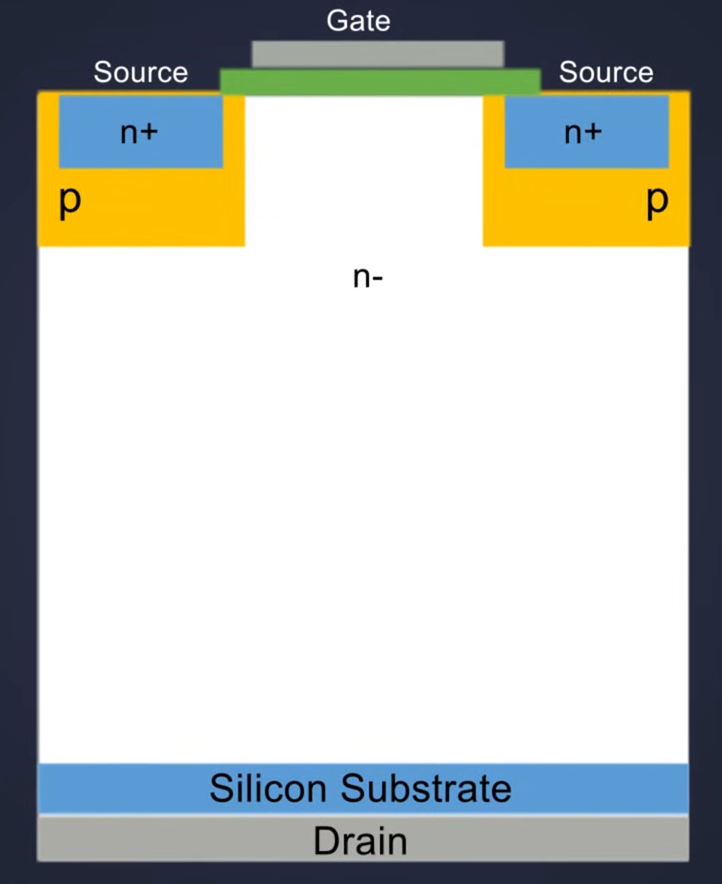 Gate
Source
Source
n+
n+
p
p
n-
Silicon Substrate
Drain